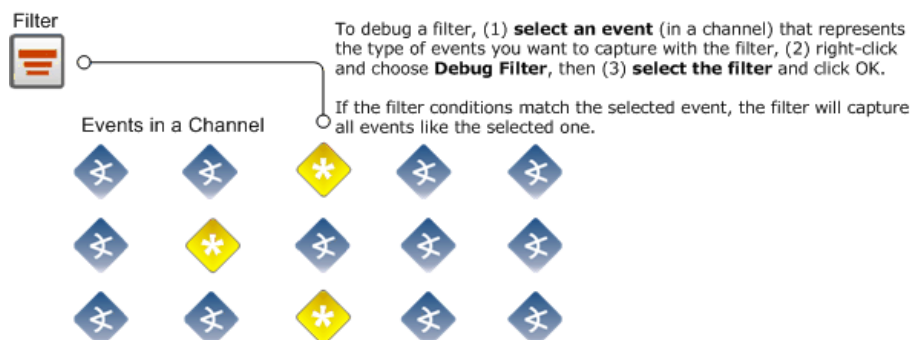 Filter
To debug a filter, (1) select an event (in a channel) that represents
the type of events you want to capture with the filter, (2) right-click
and choose Debug Filter, then (3) select the filter and click OK.
If the filter conditions match the selected event, the filter will capture
all events like the selected one.
Events in a Channel